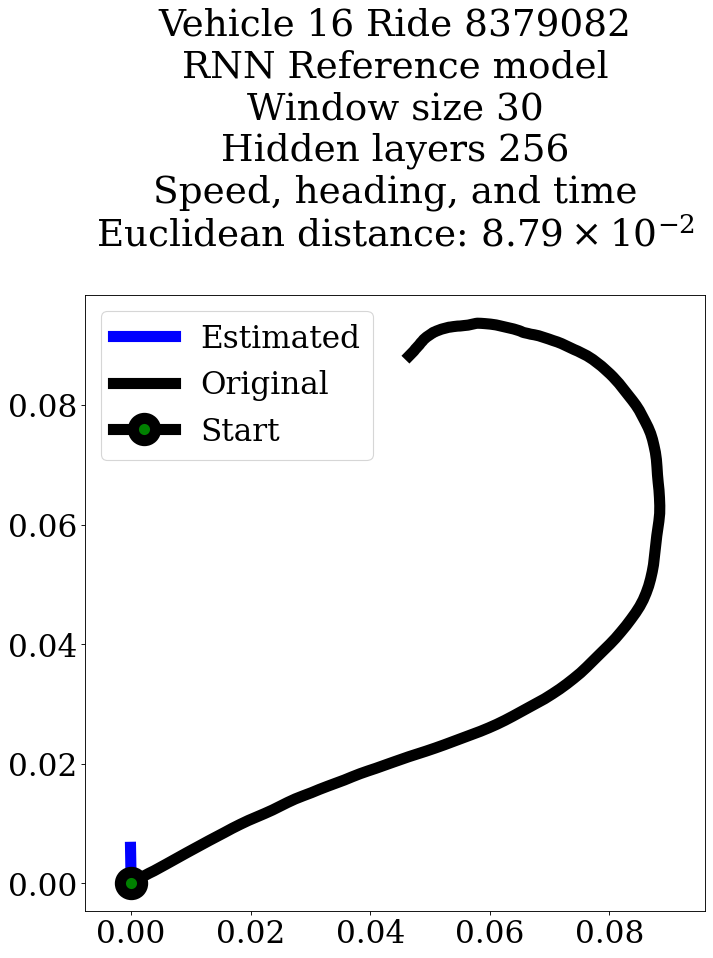 Vehicle 16 Ride 8379082
RNN Reference model
Window size 30
Hidden layers 256
Speed, heading, and time
Euclidean distance: 8.79 × 10⁻²
Estimated
Original
Start
0.08
0.06
0.04
0.02
0.00
0.00 0.02 0.04 0.06 0.08